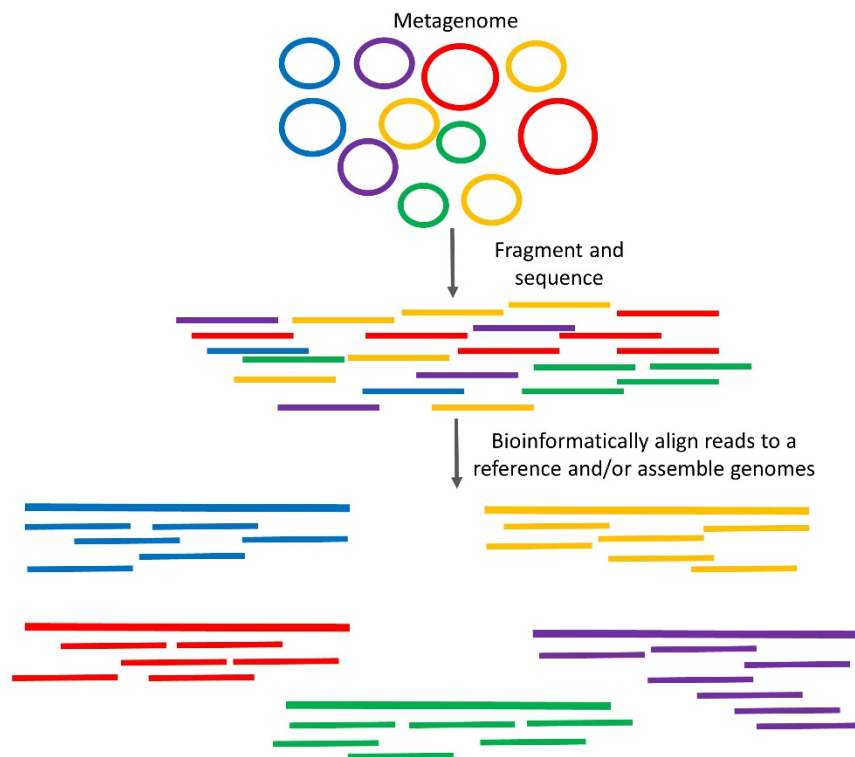 Metagenome
Fragment and
sequence
Bioinformatically align reads to a
reference and/or assemble genomes